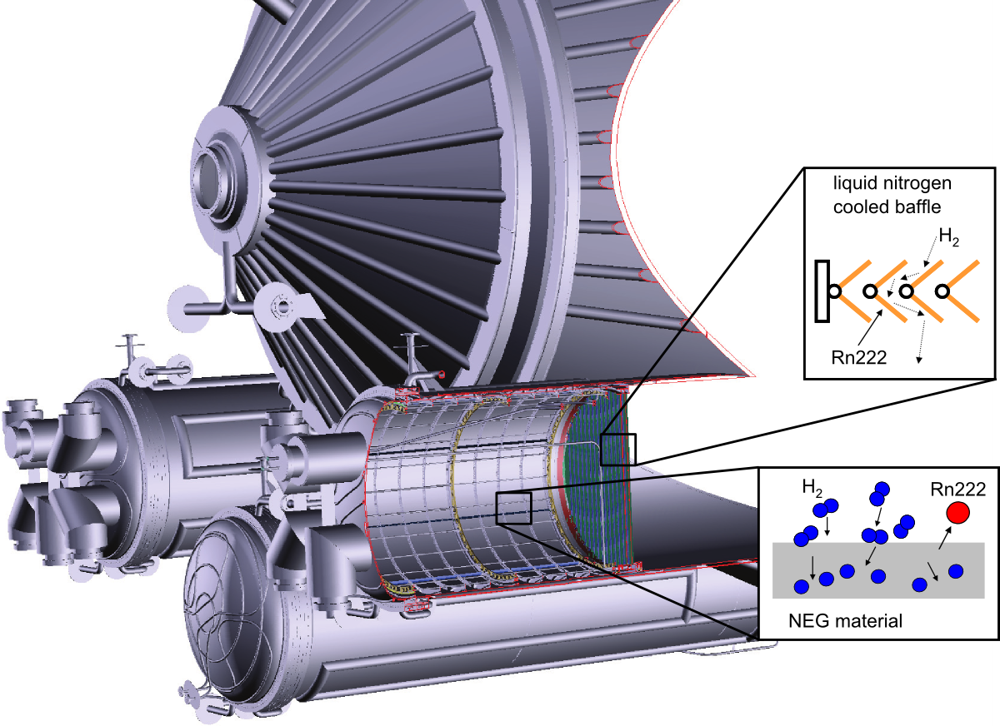 liquid nitrogen
cooled baffle
H2
Rn222
H2
Rn222
NEG material